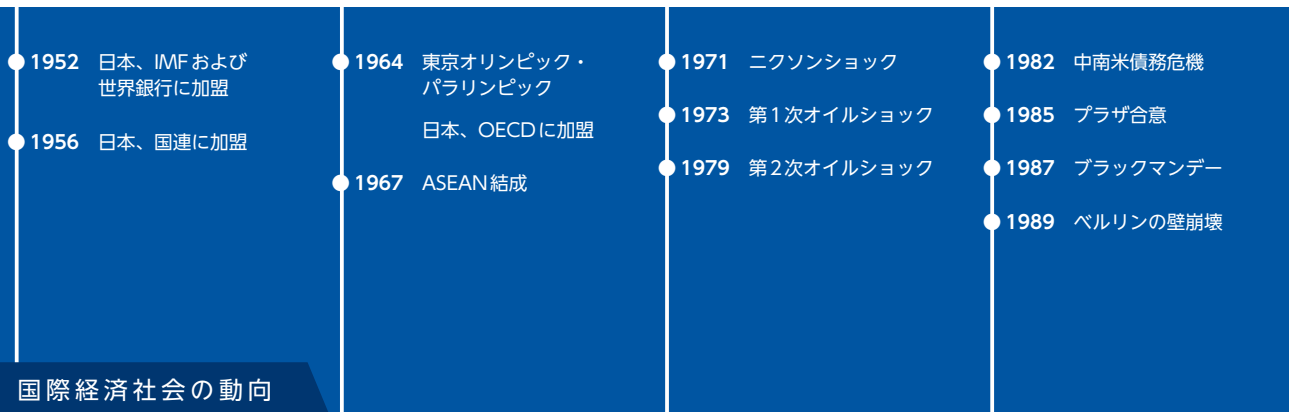 1952 日本、IMFおよび
世界銀行に加盟
1956 日本、国連に加盟
1964 東京オリンピック・
パラリンピック
日本、OECDに加盟
1967 ASEAN結成
1971 ニクソンショック
1973 第1次オイルショック
1979 第2次オイルショック
1982 中南米債務危機
1985 プラザ合意
1987 ブラックマンデー
1989 ベルリンの壁崩壊
国際経済社会の動向